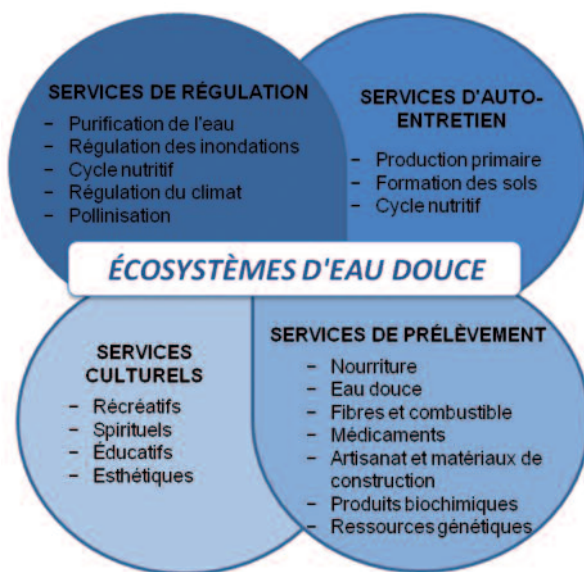 SERVICES DE RÉGULATION
– Purification de l'eau
– Régulation des inondations
– Cycle nutritif
– Régulation du climat
– Pollinisation
SERVICES D'AUTO-
ENTRETIEN
– Production primaire
– Formation des sols
– Cycle nutritif
ÉCOSYSTÈMES D'EAU DOUCE
SERVICES
CULTURELS
– Récréatifs
– Spirituels
– Éducatifs
– Esthétiques
SERVICES DE PRÉLÈVEMENT
– Nourriture
– Eau douce
– Fibres et combustible
– Médicaments
– Artisanat et matériaux de
construction
– Produits biochimiques
– Ressources génétiques